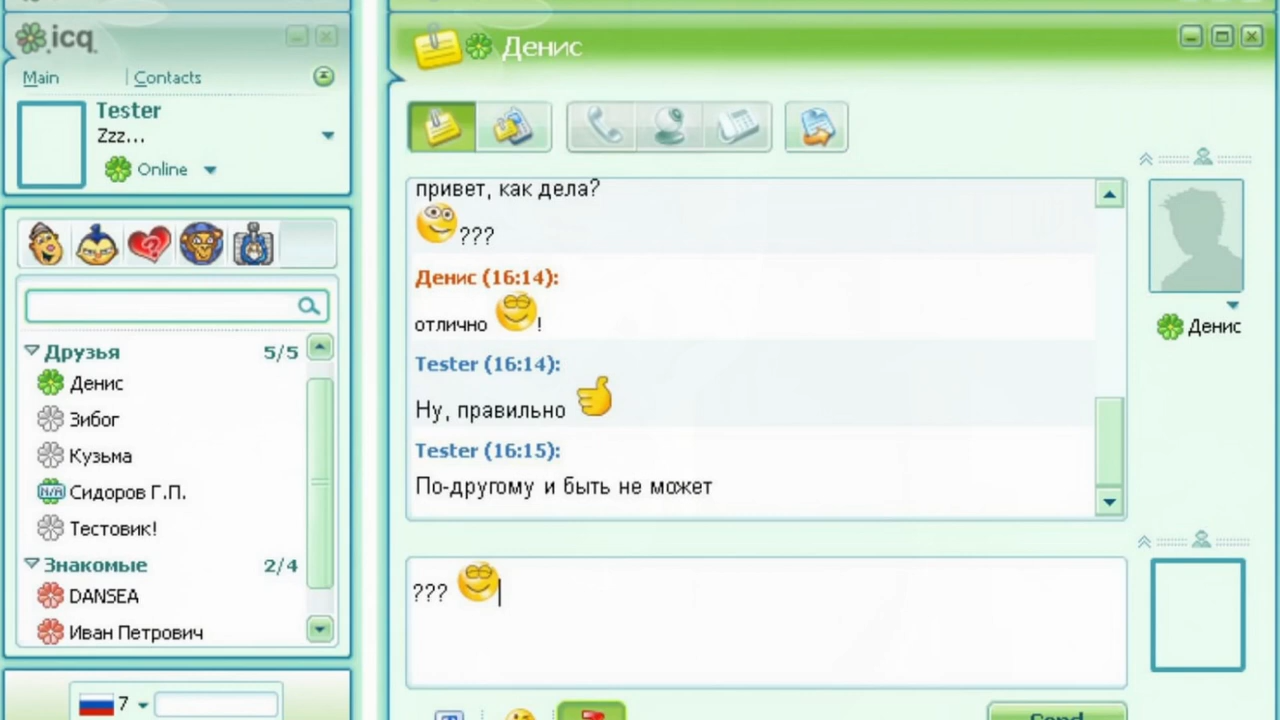 icq
Main | Contacts
Tester
Zzz...
Online
Друзья 5/5
Денис
Зибог
Кузьма
N/A Сидоров Г.П.
Тестовик!
Знакомые 2/4
DANSEA
Иван Петрович
7
Денис
привет, как дела?
???
Денис (16:14):
отлично !
Tester (16:14):
Ну, правильно
Tester (16:15):
По-другому и быть не может
Денис
???
Send